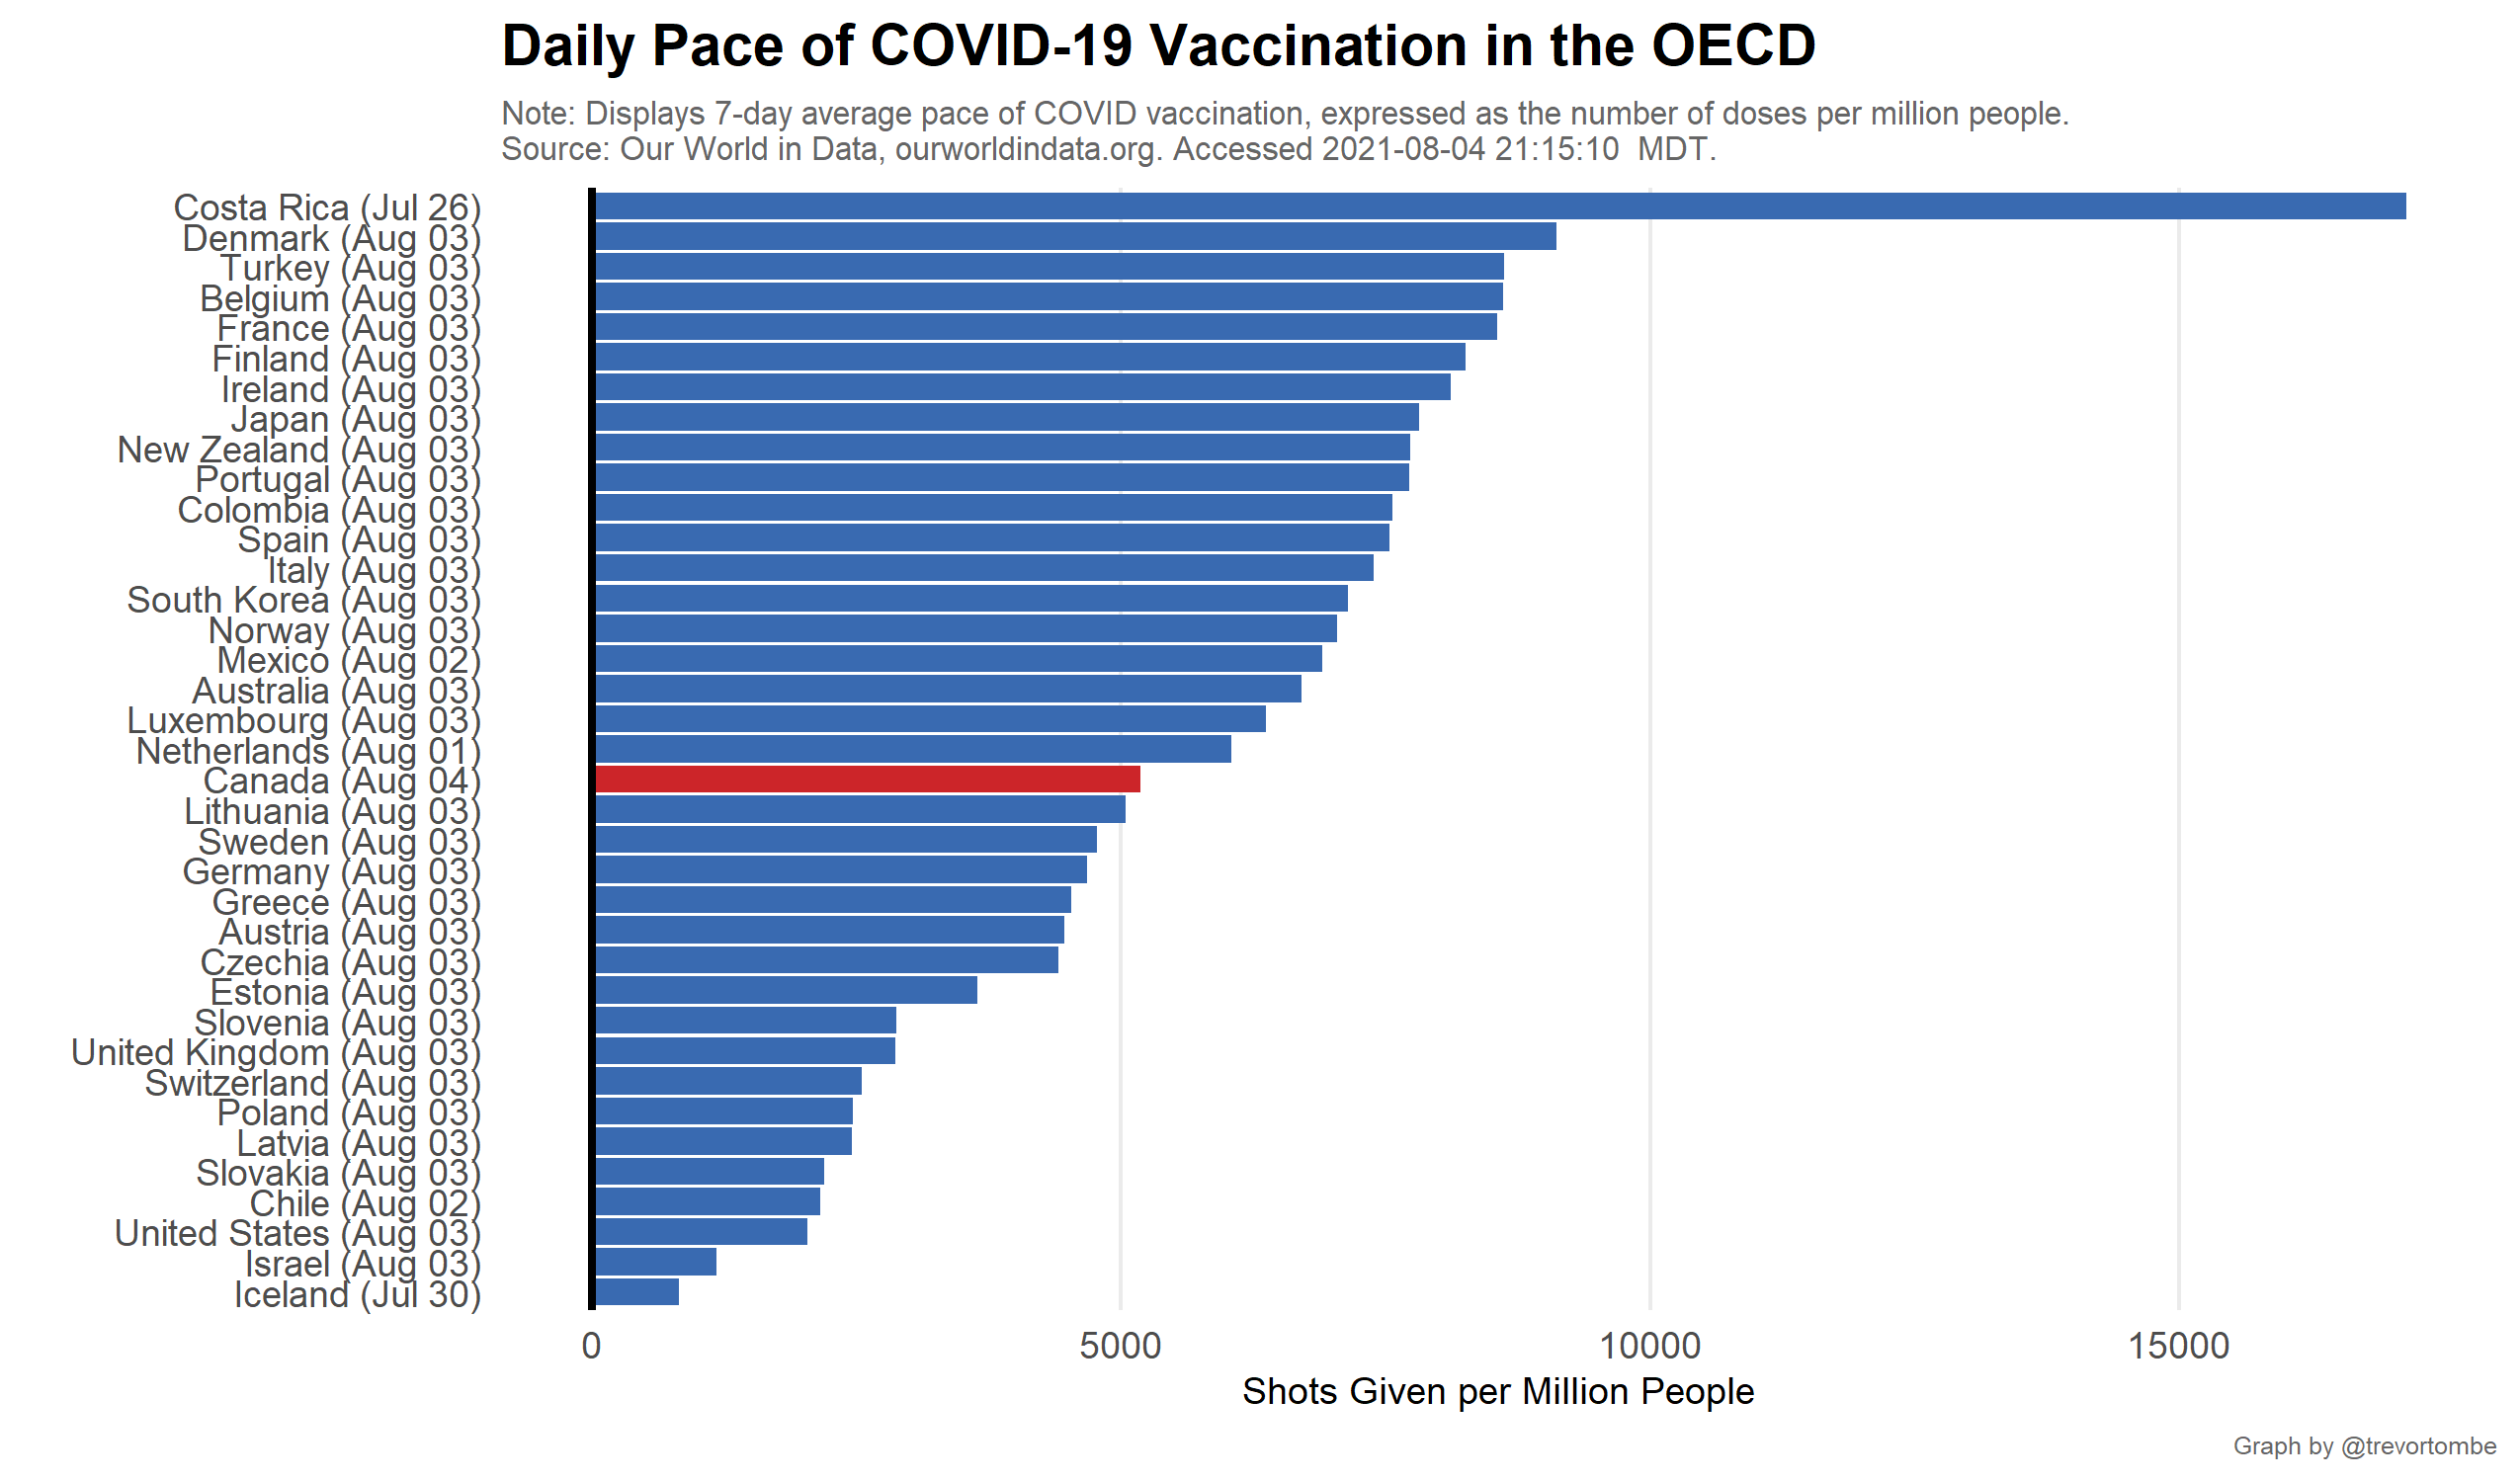 Daily Pace of COVID-19 Vaccination in the OECD
Note: Displays 7-day average pace of COVID vaccination, expressed as the number of doses per million people.
Source: Our World in Data, ourworldindata.org. Accessed 2021-08-04 21:15:10  MDT.
Costa Rica (Jul 26)
Denmark (Aug 03)
Turkey (Aug 03)
Belgium (Aug 03)
France (Aug 03)
Finland (Aug 03)
Ireland (Aug 03)
Japan (Aug 03)
New Zealand (Aug 03)
Portugal (Aug 03)
Colombia (Aug 03)
Spain (Aug 03)
Italy (Aug 03)
South Korea (Aug 03)
Norway (Aug 03)
Mexico (Aug 02)
Australia (Aug 03)
Luxembourg (Aug 03)
Netherlands (Aug 01)
Canada (Aug 04)
Lithuania (Aug 03)
Sweden (Aug 03)
Germany (Aug 03)
Greece (Aug 03)
Austria (Aug 03)
Czechia (Aug 03)
Estonia (Aug 03)
Slovenia (Aug 03)
United Kingdom (Aug 03)
Switzerland (Aug 03)
Poland (Aug 03)
Latvia (Aug 03)
Slovakia (Aug 03)
Chile (Aug 02)
United States (Aug 03)
Israel (Aug 03)
Iceland (Jul 30)
0 5000 10000 15000
Shots Given per Million People
Graph by @trevortombe